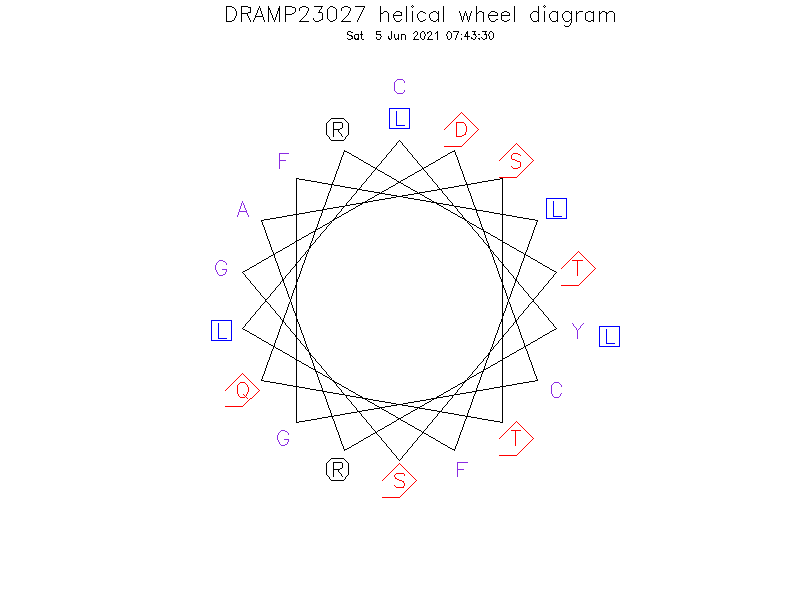 DRAMP23027 helical wheel diagram
Sat 5 Jun 2021 07:43:30
C
R L D
F S
A L
G T
L Y L
Q C
G T
R S F